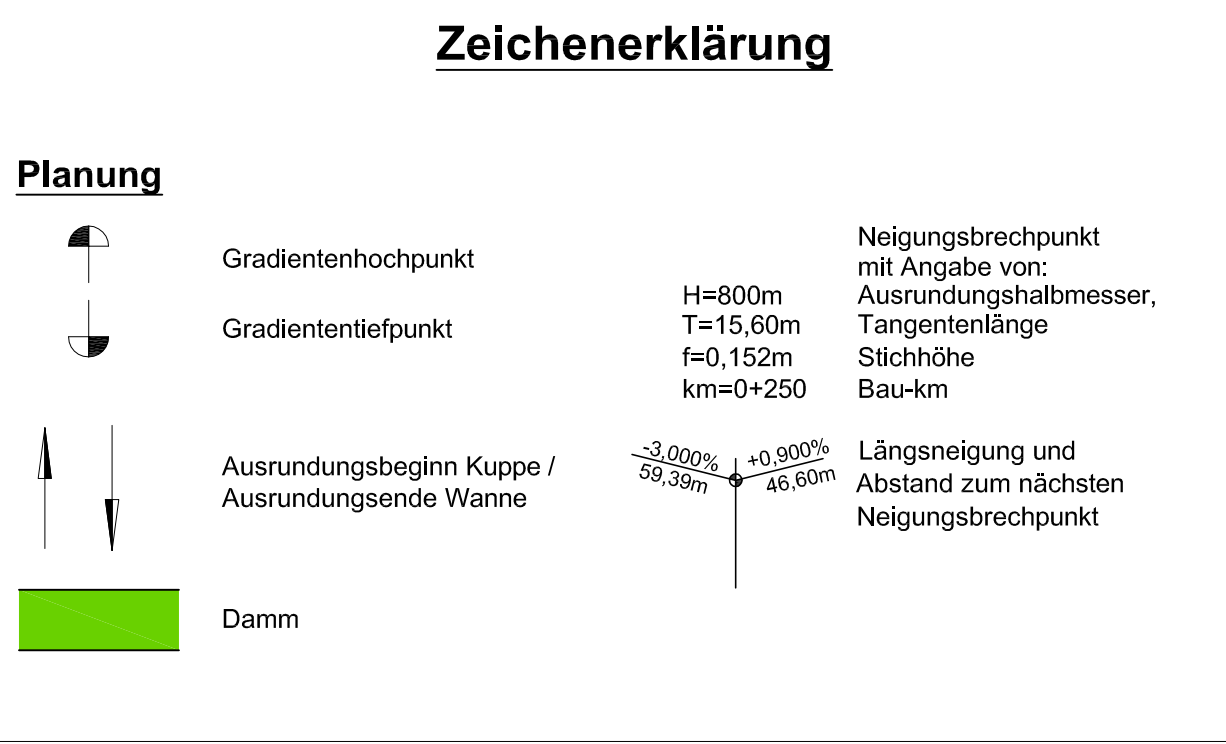 Zeichenerklärung
Planung
Gradientenhochpunkt
Gradiententiefpunkt
Ausrundungsbeginn Kuppe /
Ausrundungsende Wanne
Damm
Neigungsbrechpunkt
mit Angabe von:
H=800m Ausrundungshalbmesser,
T=15,60m Tangentenlänge
f=0,152m Stichhöhe
km=0+250 Bau-km
-3,000% +0,900%
59,39m 46,60m
Längsneigung und
Abstand zum nächsten
Neigungsbrechpunkt